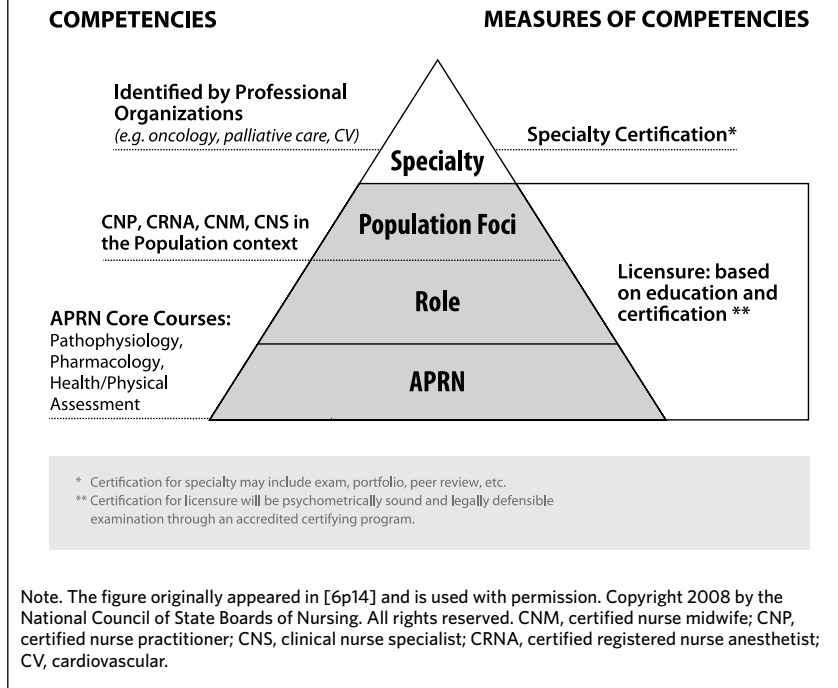 COMPETENCIES
MEASURES OF COMPETENCIES
Identified by Professional
Organizations
(e.g. oncology, palliative care, CV)
Specialty
Specialty Certification*
CNP, CRNA, CNM, CNS in
the Population context
Population Foci
Role
Licensure: based
on education and
certification **
APRN Core Courses:
Pathophysiology,
Pharmacology,
Health/Physical
Assessment
APRN
* Certification for specialty may include exam, portfolio, peer review, etc.
** Certification for licensure will be psychometrically sound and legally defensible
examination through an accredited certifying program.
Note. The figure originally appeared in [6p14] and is used with permission. Copyright 2008 by the
National Council of State Boards of Nursing. All rights reserved. CNM, certified nurse midwife; CNP,
certified nurse practitioner; CNS, clinical nurse specialist; CRNA, certified registered nurse anesthetist;
CV, cardiovascular.